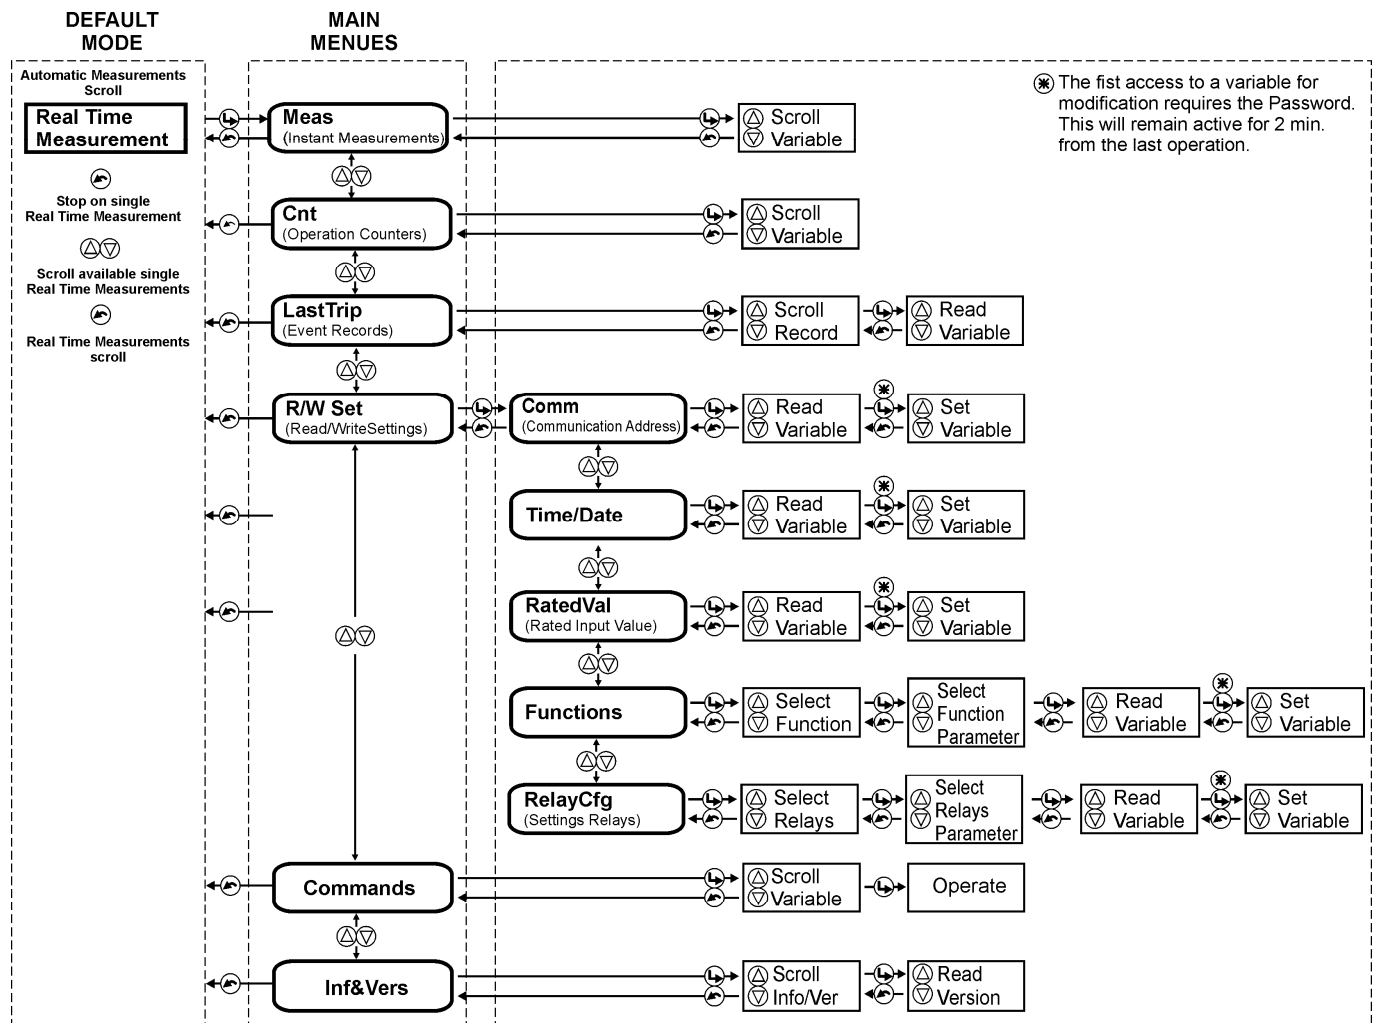 DEFAULT
MODE
MAIN
MENUES
Automatic Measurements
Scroll
Real Time
Measurement
Stop on single
Real Time Measurement
Scroll available single
Real Time Measurements
Real Time Measurements
scroll
The fist access to a variable for
modification requires the Password.
This will remain active for 2 min.
from the last operation.
Meas
(Instant Measurements)
Scroll
Variable
Cnt
(Operation Counters)
Scroll
Variable
LastTrip
(Event Records)
Scroll
Record
Read
Variable
R/W Set
(Read/WriteSettings)
Comm
(Communication Address)
Read
Variable
Set
Variable
Time/Date
Read
Variable
Set
Variable
RatedVal
(Rated Input Value)
Read
Variable
Set
Variable
Functions
Select
Function
Select
Function
Parameter
Read
Variable
Set
Variable
RelayCfg
(Settings Relays)
Select
Relays
Select
Relays
Parameter
Read
Variable
Set
Variable
Commands
Scroll
Variable
Operate
Inf&Vers
Scroll
Info/Ver
Read
Version